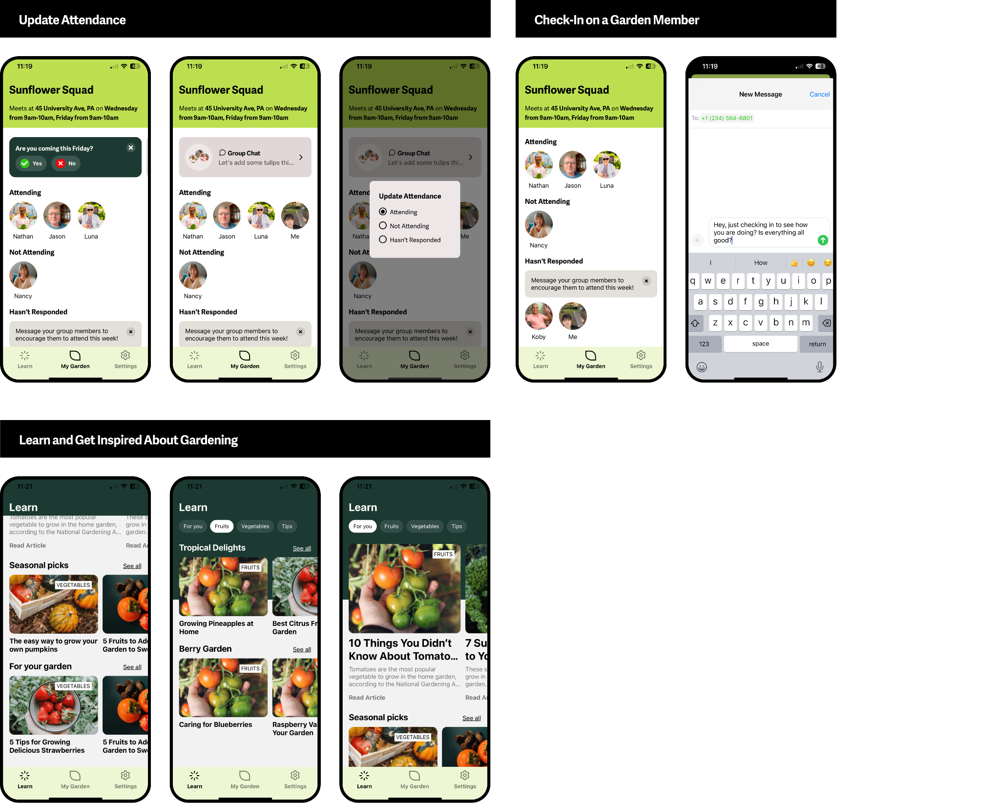 Update Attendance
11:19
48
Sunflower Squad
Meets at 45 University Ave, PA on Wednesday
from 9am-10am, Friday from 9am-10am
Are you coming this Friday?
Yes
No
Attending
Nathan
Jason
Luna
Not Attending
Nancy
Hasn't Responded
Message your group members to
encourage them to attend this week!
Learn
My Garden
Settings
11:19
48
Sunflower Squad
Meets at 45 University Ave, PA on Wednesday
from 9am-10am, Friday from 9am-10am
Group Chat
Let's add some tulips thi...
Attending
Nathan
Jason
Luna
Me
Not Attending
Nancy
Hasn't Responded
Message your group members to
encourage them to attend this week!
Learn
My Garden
Settings
11:19
48
Sunflower Squad
Meets at 45 University Ave, PA on Wednesday
from 9am-10am, Friday from 9am-10am
Group Chat
Let's add some tulips thi...
Attend
Update Attendance
Attending
Not Attending
Hasn't Responded
Natha
Me
Not At
Nancy
Hasn't Responded
Message your group members to
encourage them to attend this week!
Learn
My Garden
Settings
Check-In on a Garden Member
11:19
48
Sunflower Squad
Meets at 45 University Ave, PA on Wednesday
from 9am-10am, Friday from 9am-10am
Attending
Nathan
Jason
Luna
Not Attending
Nancy
Hasn't Responded
Message your group members to
encourage them to attend this week!
Koby
Me
Learn
My Garden
Settings
11:19
48
New Message
Cancel
To: +1 (234) 564-8801
Hey, just checking in to see how
you are doing? Is everything all
good?
I
How
q w e r t y u i o p
a s d f g h j k l
z x c v b n m
123
space
return
Learn and Get Inspired About Gardening
11:21
48
Learn
Tomatoes are the most popular
vegetable to grow in the home garden,
according to the National Gardening A...
Read Article
These s
grow in
garden.
Read Ar
Seasonal picks
See all
VEGETABLES
The easy way to grow your
own pumpkins
5 Fruits to Add
Garden to Swe
For your garden
See all
VEGETABLES
5 Tips for Growing
Delicious Strawberries
5 Fruits to Add
Garden to Swe
Learn
My Garden
Settings
11:21
48
Learn
For you
Fruits
Vegetables
Tips
Tropical Delights
See all
FRUITS
Growing Pineapples at
Home
Best Citrus Fr
Garden
Berry Garden
See all
FRUITS
Caring for Blueberries
Raspberry Va
Your Garden
Learn
My Garden
Settings
11:21
48
Learn
For you
Fruits
Vegetables
Tips
FRUITS
10 Things You Didn't
Know About Tomato...
Tomatoes are the most popular
vegetable to grow in the home garden,
according to the National Gardening A...
Read Article
7 Su
to Yo
These s
grow in
garden.
Read Ar
Seasonal picks
See all
VEGETABLES
Learn
My Garden
Settings